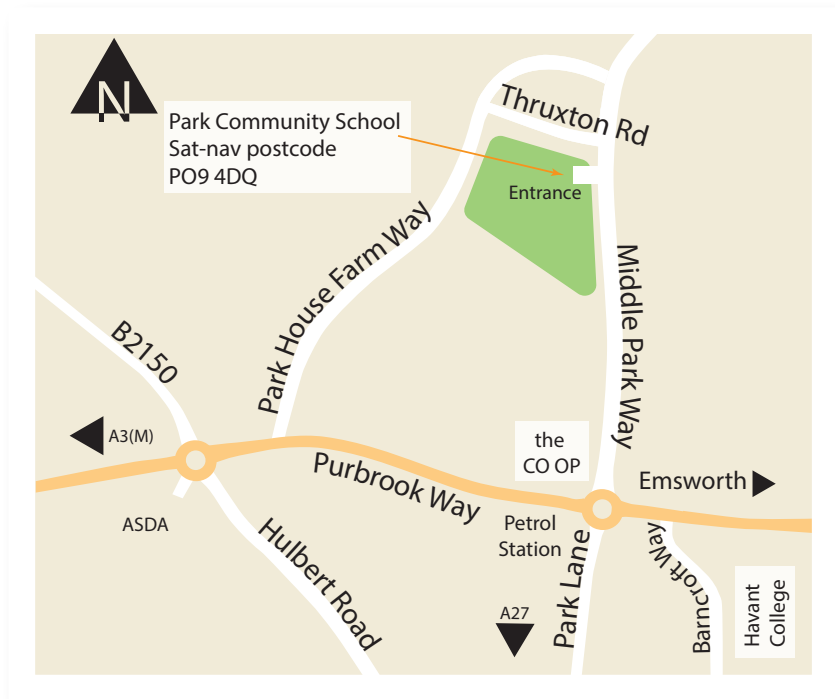 N
Thruxton Rd
Park Community School
Sat-nav postcode
PO9 4DQ
Entrance
Park House Farm Way
Middle Park Way
B2150
A3(M)
the
CO OP
Purbrook Way
Emsworth
ASDA
Petrol
Station
Hulbert Road
Park Lane
Barncroft Way
A27
Havant
College